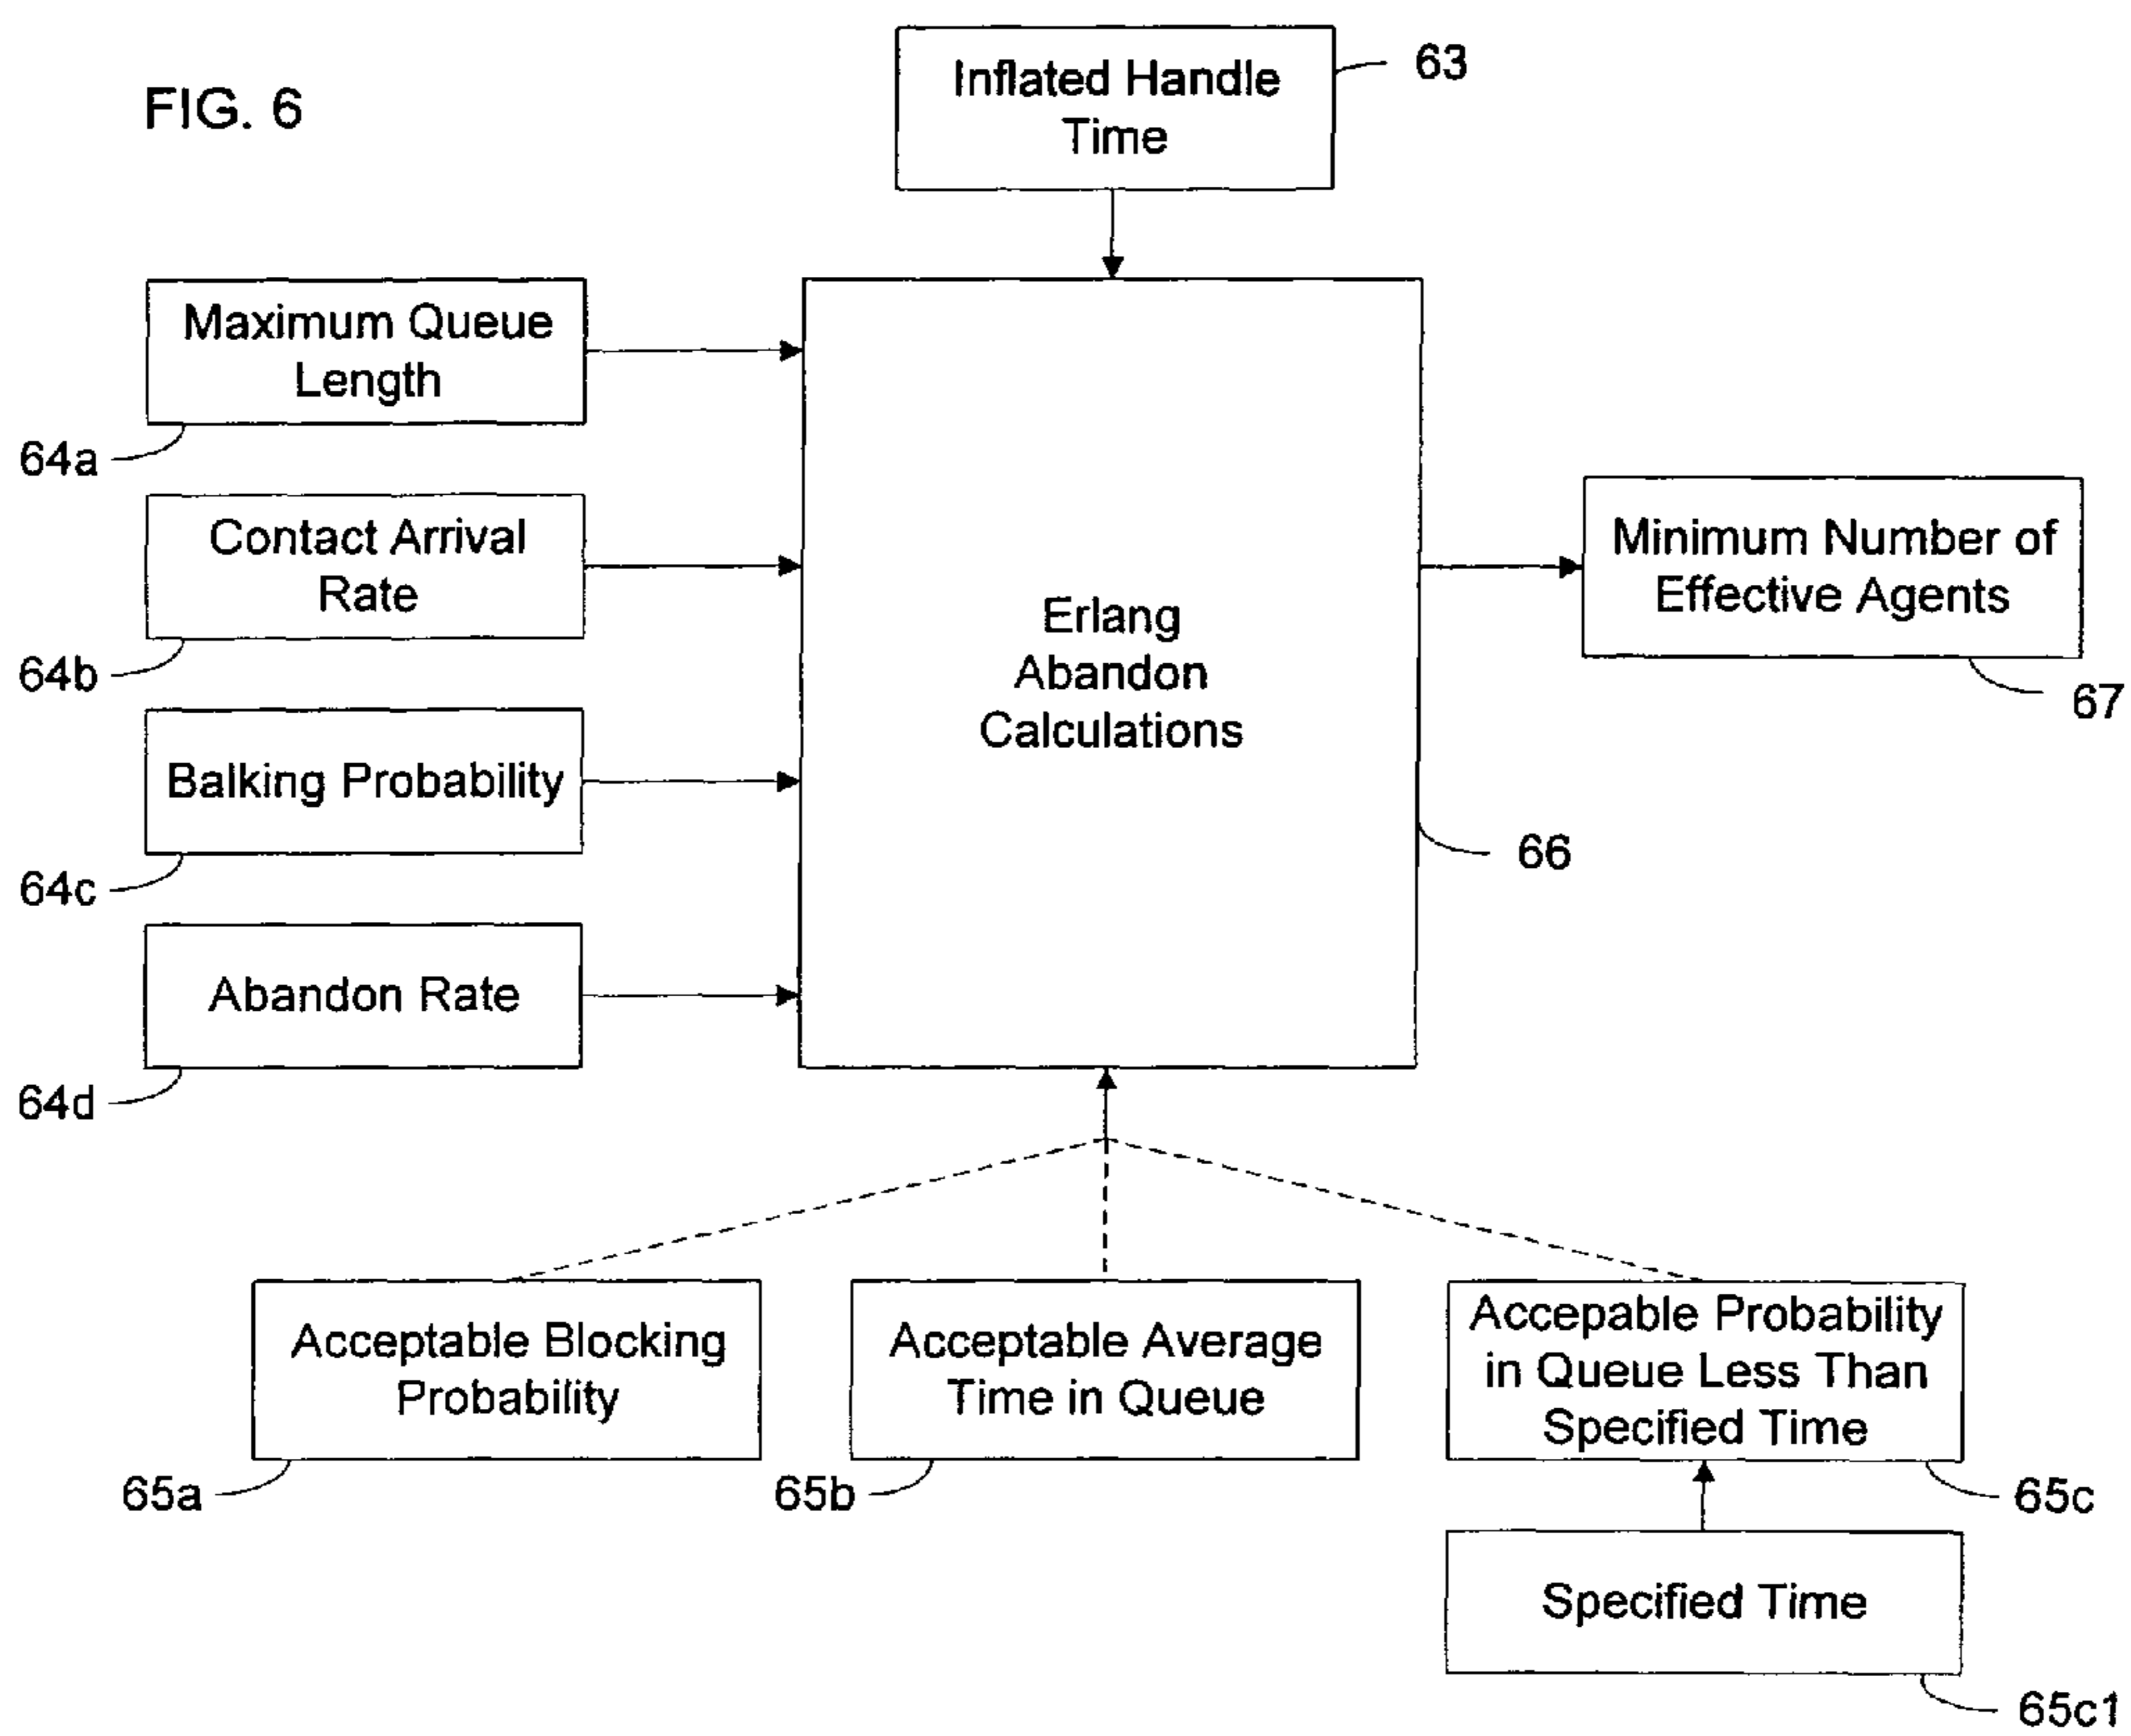 FIG. 6
Inflated Handle
Time
63
Maximum Queue
Length
64a
Contact Arrival
Rate
64b
Balking Probability
64c
Abandon Rate
64d
Erlang
Abandon
Calculations
66
Minimum Number of
Effective Agents
67
Acceptable Blocking
Probability
65a
Acceptable Average
Time in Queue
65b
Accepable Probability
in Queue Less Than
Specified Time
65c
Specified Time
65c1